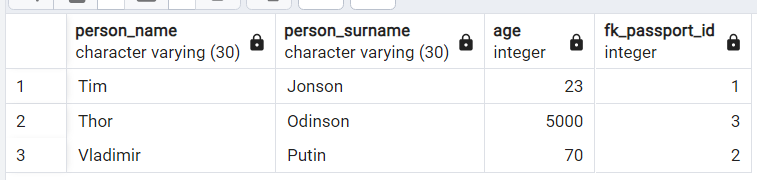 person_name person_surname age fk_passport_id
character varying (30) character varying (30) integer integer
1 Tim Jonson 23 1
2 Thor Odinson 5000 3
3 Vladimir Putin 70 2